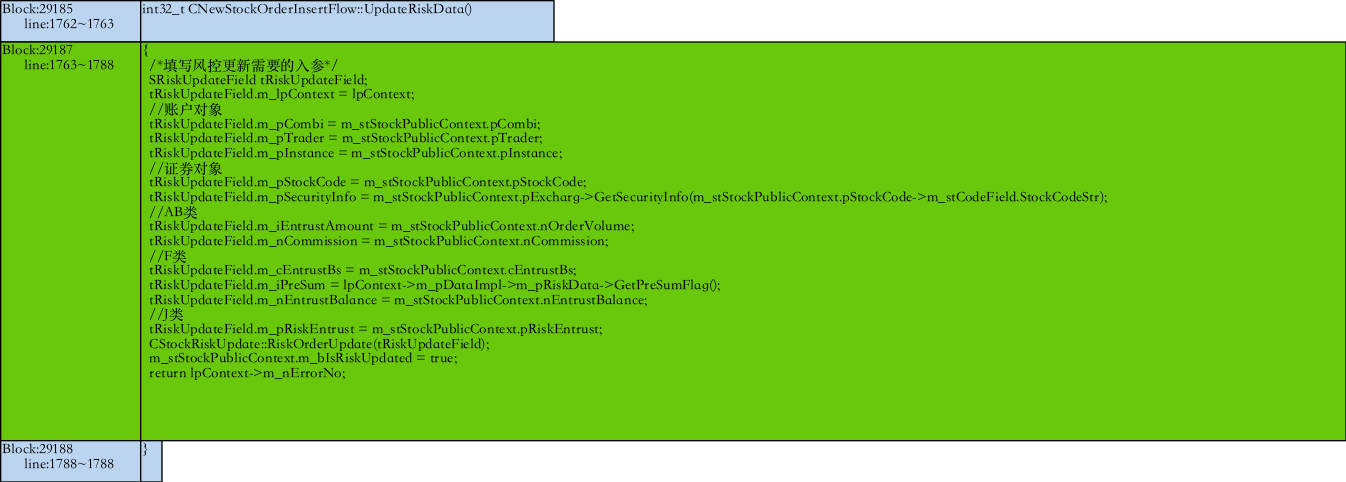 Block:29185
line:1762~1763
int32_t CNewStockOrderInsertFlow::UpdateRiskData()
Block:29187
line:1763~1788
{
/*填写风控更新需要的入参*/
SRiskUpdateField tRiskUpdateField;
tRiskUpdateField.m_lpContext = lpContext;
//账户对象
tRiskUpdateField.m_pCombi = m_stStockPublicContext.pCombi;
tRiskUpdateField.m_pTrader = m_stStockPublicContext.pTrader;
tRiskUpdateField.m_pInstance = m_stStockPublicContext.pInstance;
//证券对象
tRiskUpdateField.m_pStockCode = m_stStockPublicContext.pStockCode;
tRiskUpdateField.m_pSecurityInfo = m_stStockPublicContext.pExcharg->GetSecurityInfo(m_stStockPublicContext.pStockCode->m_stCodeField.StockCodeStr);
//AB类
tRiskUpdateField.m_iEntrustAmount = m_stStockPublicContext.nOrderVolume;
tRiskUpdateField.m_nCommission = m_stStockPublicContext.nCommission;
//F类
tRiskUpdateField.m_cEntrustBs = m_stStockPublicContext.cEntrustBs;
tRiskUpdateField.m_iPreSum = lpContext->m_pDataImpl->m_pRiskData->GetPreSumFlag();
tRiskUpdateField.m_nEntrustBalance = m_stStockPublicContext.nEntrustBalance;
//J类
tRiskUpdateField.m_pRiskEntrust = m_stStockPublicContext.pRiskEntrust;
CStockRiskUpdate::RiskOrderUpdate(tRiskUpdateField);
m_stStockPublicContext.m_bIsRiskUpdated = true;
return lpContext->m_nErrorNo;
Block:29188
line:1788~1788
}